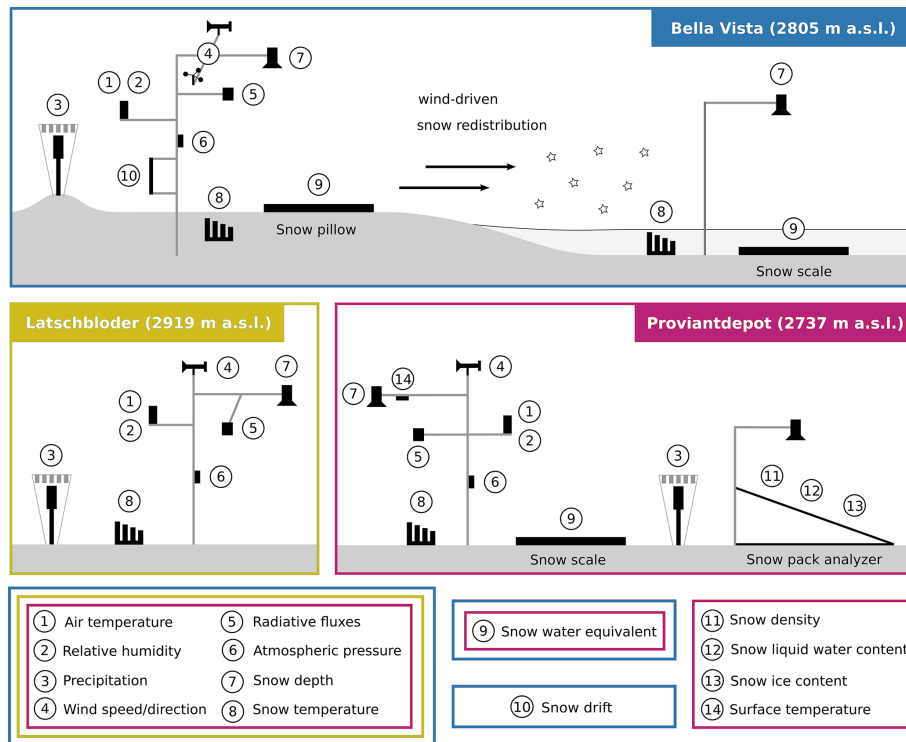 Bella Vista (2805 m a.s.l.)
4
7
7
1 2
3
5
wind-driven
snow redistribution
6
10
9
8
8
9
Snow pillow
Snow scale
Latschbloder (2919 m a.s.l.)
4
7
1
2
5
3
6
8
Proviantdepot (2737 m a.s.l.)
4
14
7
1
2
5
3
6
8
9
11
12
13
Snow scale
Snow pack analyzer
1 Air temperature
2 Relative humidity
3 Precipitation
4 Wind speed/direction
5 Radiative fluxes
6 Atmospheric pressure
7 Snow depth
8 Snow temperature
9 Snow water equivalent
10 Snow drift
11 Snow density
12 Snow liquid water content
13 Snow ice content
14 Surface temperature